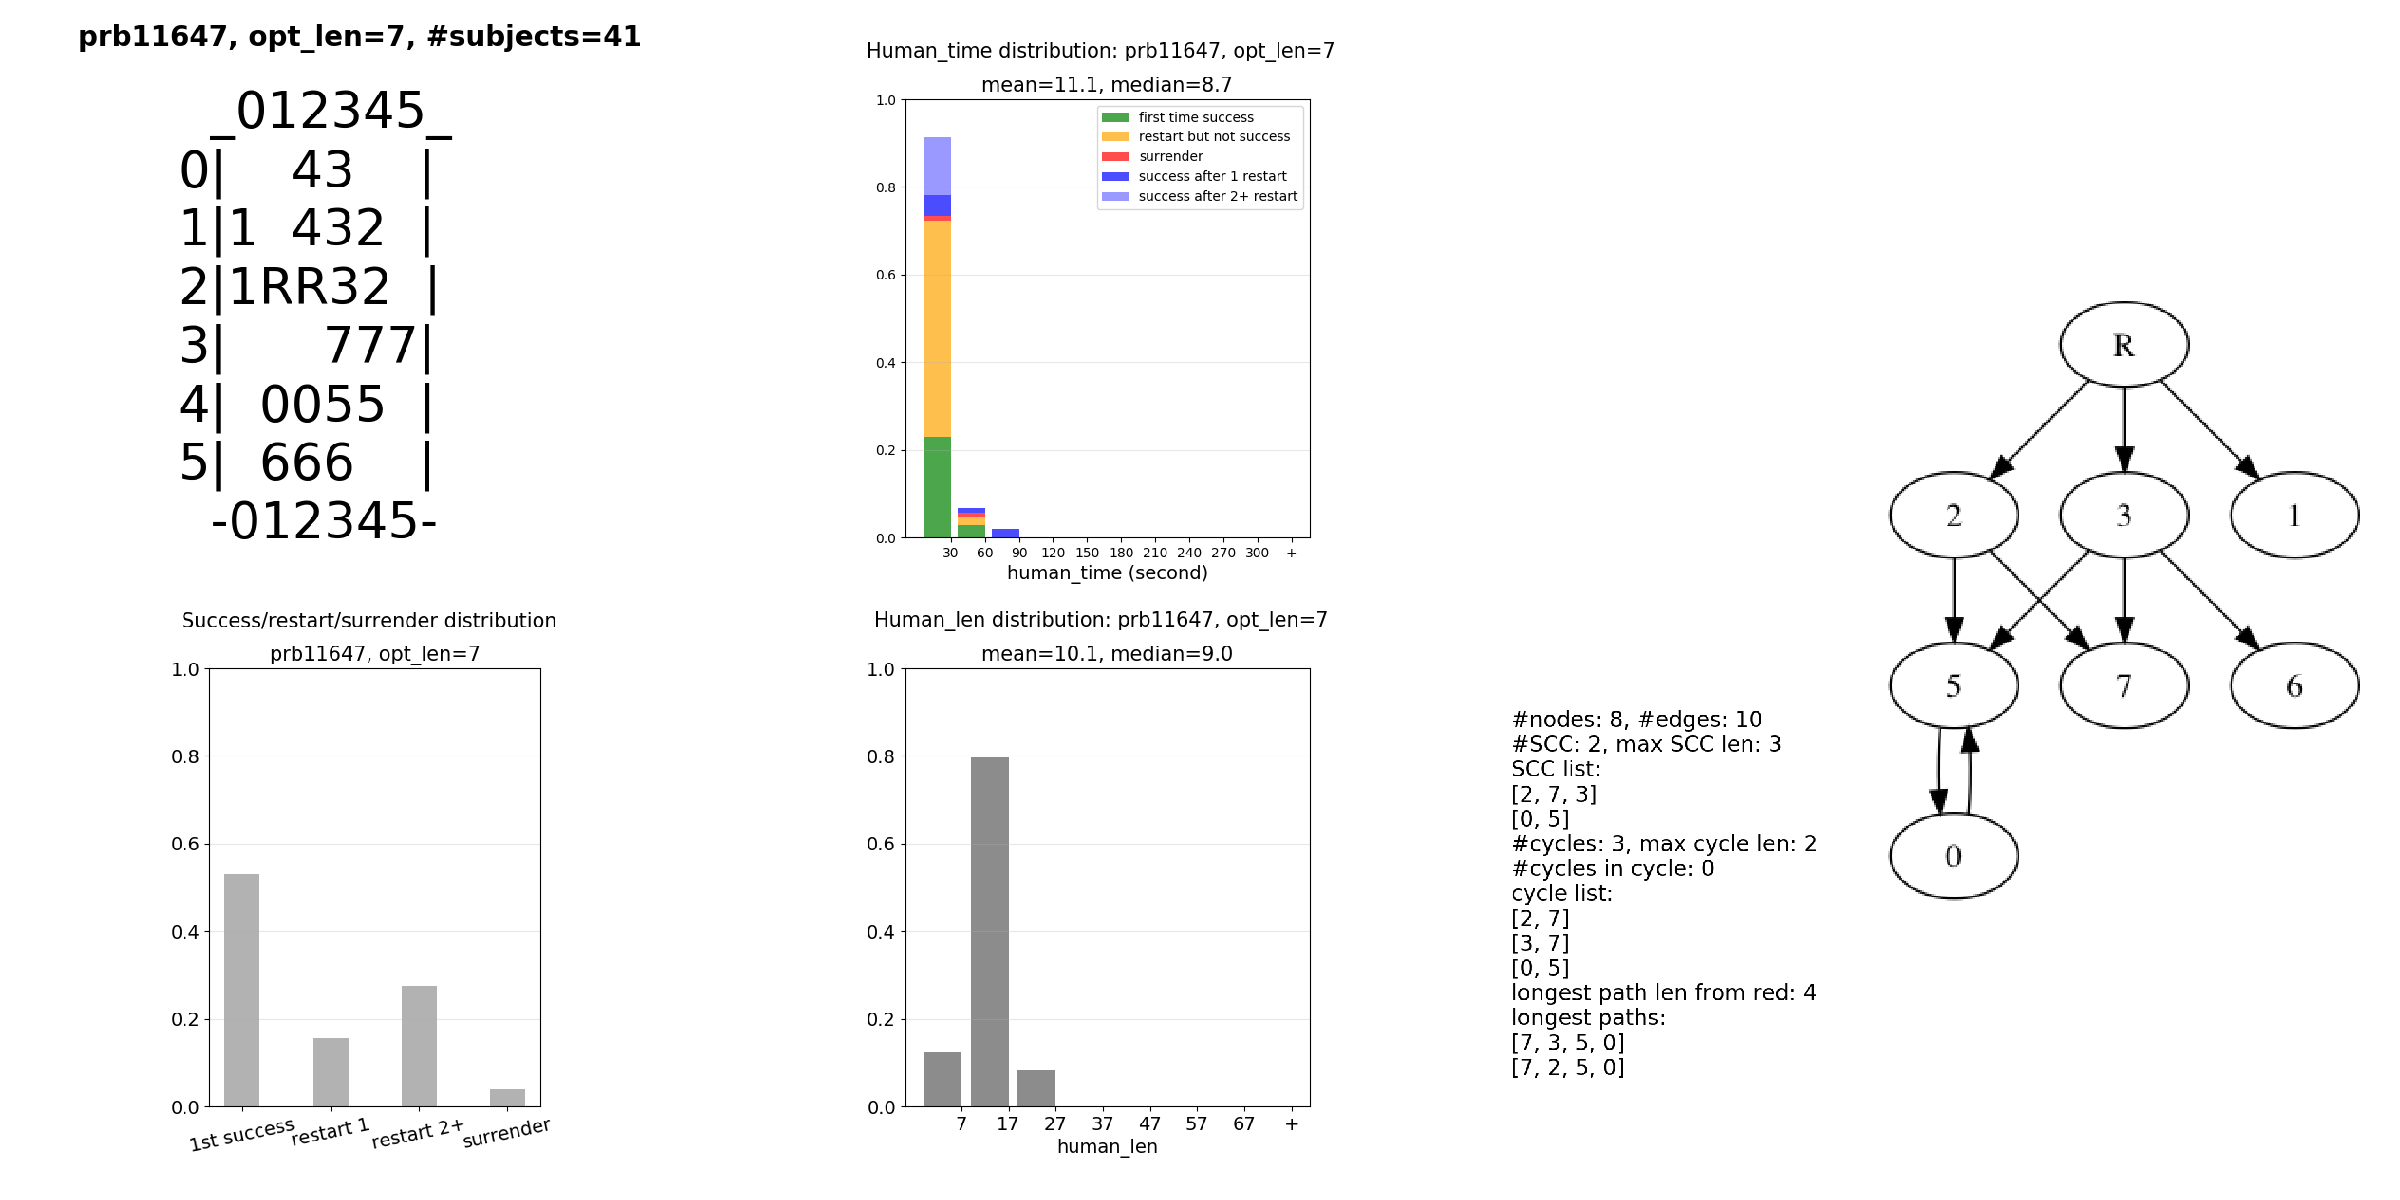 prb11647, opt_len=7, #subjects=41
_012345_
0|  43  |
1|1 432 |
2|1RR32 |
3|   777|
4| 0055 |
5| 666  |
-012345-
Human_time distribution: prb11647, opt_len=7
mean=11.1, median=8.7
1.0
0.8
0.6
0.4
0.2
0.0
first time success
restart but not success
surrender
success after 1 restart
success after 2+ restart
30 60 90 120 150 180 210 240 270 300 +
human_time (second)
Success/restart/surrender distribution
prb11647, opt_len=7
1.0
0.8
0.6
0.4
0.2
0.0
1st success restart 1 restart 2+ surrender
Human_len distribution: prb11647, opt_len=7
mean=10.1, median=9.0
1.0
0.8
0.6
0.4
0.2
0.0
7 17 27 37 47 57 67 +
human_len
#nodes: 8, #edges: 10
#SCC: 2, max SCC len: 3
SCC list:
[2, 7, 3]
[0, 5]
#cycles: 3, max cycle len: 2
#cycles in cycle: 0
cycle list:
[2, 7]
[3, 7]
[0, 5]
longest path len from red: 4
longest paths:
[7, 3, 5, 0]
[7, 2, 5, 0]
R
2 3 1
5 7 6
0